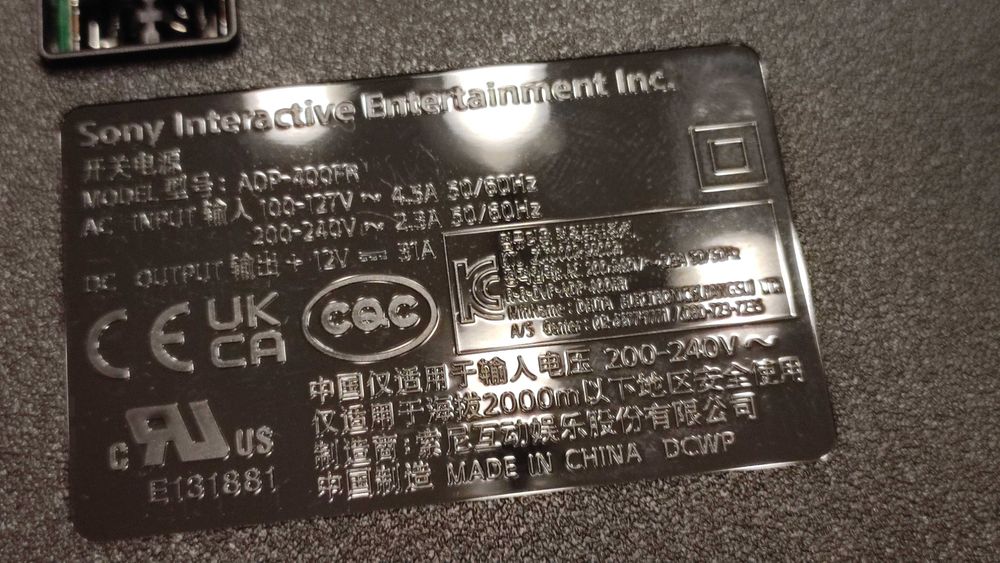 Sony Interactive Entertainment Inc.
开关电源
MODEL 型号: ADP-400FR
AC INPUT 输入 100-127V ~ 4.5A 50/60Hz
200-240V ~ 2.3A 50/60Hz
DC OUTPUT 输出 + 12V ⎓ 31A
CE
UK
CA
CQC
KC
A/S Center:
中国仅适用于输入电压 200-240V ~
仅适用于海拔2000m以下地区安全使用
制造商:索尼互动娱乐股份有限公司
中国制造 MADE IN CHINA DCWP
c RU US
E131881